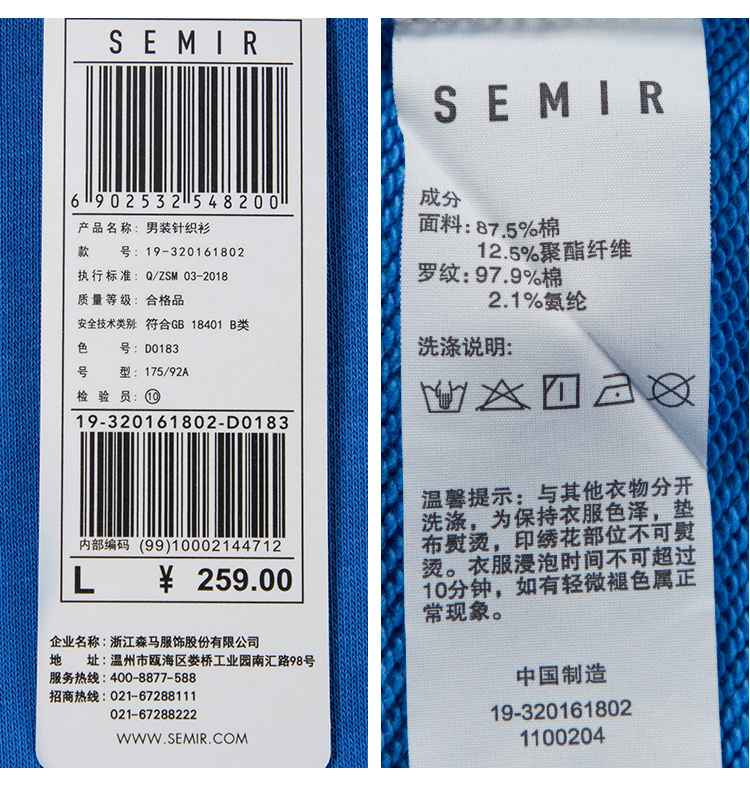 SEMIR
6 902532 548200
产品名称: 男装针织衫
款 号: 19-320161802
执行标准: Q/ZSM 03-2018
质量等级: 合格品
安全技术类别: 符合GB 18401 B类
色 号: D0183
号 型: 175/92A
检 验 员: ⑩
19-320161802-D0183
内部编码 (99)10002144712
L ¥ 259.00
企业名称: 浙江森马服饰股份有限公司
地 址: 温州市瓯海区娄桥工业园南汇路98号
服务热线: 400-8877-588
招商热线: 021-67288111
021-67288222
WWW.SEMIR.COM
SEMIR
成分
面料: 87.5%棉
12.5%聚酯纤维
罗纹: 97.9%棉
2.1%氨纶
洗涤说明:
温馨提示: 与其他衣物分开
洗涤, 为保持衣服色泽, 垫
布熨烫, 印绣花部位不可熨
烫。衣服浸泡时间不可超过
10分钟, 如有轻微褪色属正
常现象。
中国制造
19-320161802
1100204